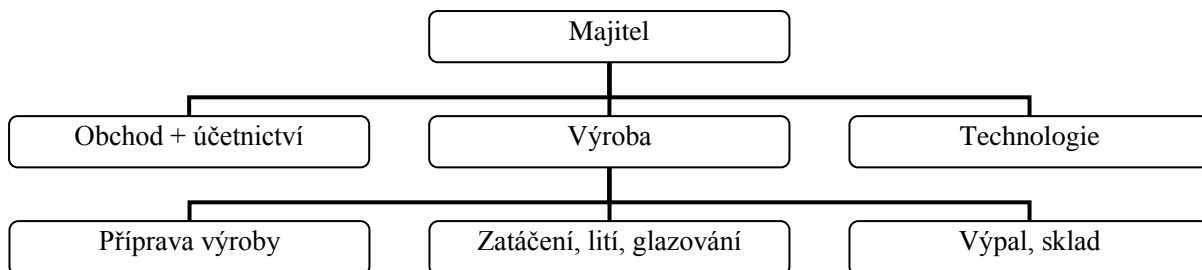 Majitel
Obchod + účetnictví
Výroba
Technologie
Příprava výroby
Zatáčení, lití, glazování
Výpal, sklad